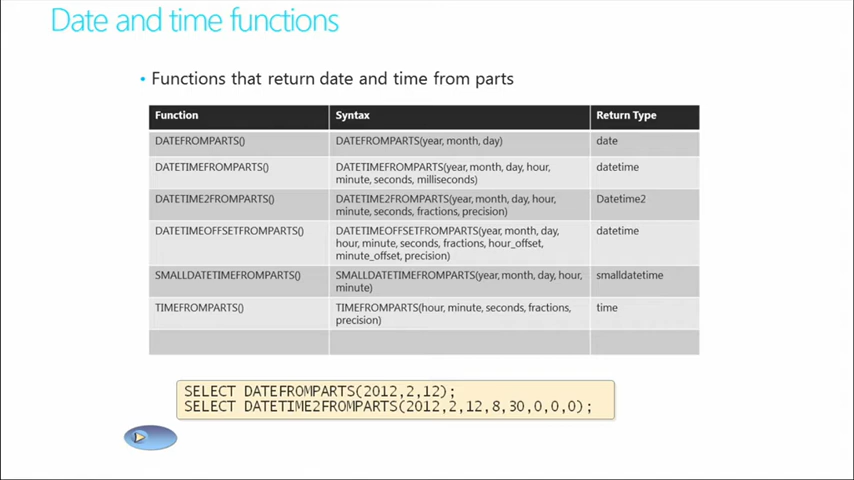 Date and time functions
• Functions that return date and time from parts
Function Syntax Return Type
DATEFROMPARTS() DATEFROMPARTS(year, month, day) date
DATETIMEFROMPARTS() DATETIMEFROMPARTS(year, month, day, hour, datetime
minute, seconds, milliseconds)
DATETIME2FROMPARTS() DATETIME2FROMPARTS(year, month, day, hour, Datetime2
minute, seconds, fractions, precision)
DATETIMEOFFSETFROMPARTS() DATETIMEOFFSETFROMPARTS(year, month, day, datetime
hour, minute, seconds, fractions, hour_offset,
minute_offset, precision)
SMALLDATETIMEFROMPARTS() SMALLDATETIMEFROMPARTS(year, month, day, hour, smalldatetime
minute)
TIMEFROMPARTS() TIMEFROMPARTS(hour, minute, seconds, fractions, time
precision)
SELECT DATEFROMPARTS(2012,2,12);
SELECT DATETIME2FROMPARTS(2012,2,12,8,30,0,0,0);